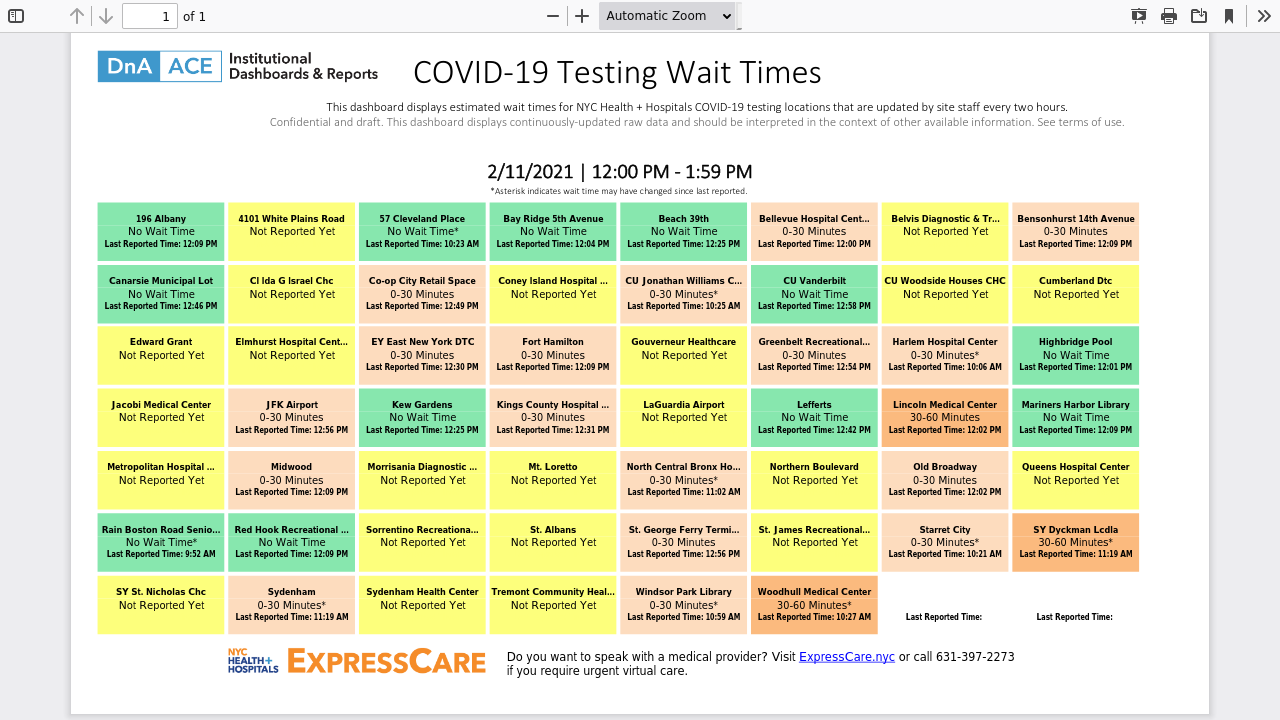 1 of 1 Automatic Zoom
DnA ACE Institutional
Dashboards & Reports
COVID-19 Testing Wait Times
This dashboard displays estimated wait times for NYC Health + Hospitals COVID-19 testing locations that are updated by site staff every two hours.
Confidential and draft. This dashboard displays continuously-updated raw data and should be interpreted in the context of other available information. See terms of use.
2/11/2021 | 12:00 PM - 1:59 PM
*Asterisk indicates wait time may have changed since last reported.
196 Albany
No Wait Time
Last Reported Time: 12:09 PM
4101 White Plains Road
Not Reported Yet
57 Cleveland Place
No Wait Time*
Last Reported Time: 10:23 AM
Bay Ridge 5th Avenue
No Wait Time
Last Reported Time: 12:04 PM
Beach 39th
No Wait Time
Last Reported Time: 12:25 PM
Bellevue Hospital Cent...
0-30 Minutes
Last Reported Time: 12:00 PM
Belvis Diagnostic & Tr...
Not Reported Yet
Bensonhurst 14th Avenue
0-30 Minutes
Last Reported Time: 12:09 PM
Canarsie Municipal Lot
No Wait Time
Last Reported Time: 12:46 PM
Cl Ida G Israel Chc
Not Reported Yet
Co-op City Retail Space
0-30 Minutes
Last Reported Time: 12:49 PM
Coney Island Hospital ...
Not Reported Yet
CU Jonathan Williams C...
0-30 Minutes*
Last Reported Time: 10:25 AM
CU Vanderbilt
No Wait Time
Last Reported Time: 12:58 PM
CU Woodside Houses CHC
Not Reported Yet
Cumberland Dtc
Not Reported Yet
Edward Grant
Not Reported Yet
Elmhurst Hospital Cent...
Not Reported Yet
EY East New York DTC
0-30 Minutes
Last Reported Time: 12:30 PM
Fort Hamilton
0-30 Minutes
Last Reported Time: 12:09 PM
Gouverneur Healthcare
Not Reported Yet
Greenbelt Recreational...
0-30 Minutes
Last Reported Time: 12:54 PM
Harlem Hospital Center
0-30 Minutes*
Last Reported Time: 10:06 AM
Highbridge Pool
No Wait Time
Last Reported Time: 12:01 PM
Jacobi Medical Center
Not Reported Yet
JFK Airport
0-30 Minutes
Last Reported Time: 12:56 PM
Kew Gardens
No Wait Time
Last Reported Time: 12:25 PM
Kings County Hospital ...
0-30 Minutes
Last Reported Time: 12:31 PM
LaGuardia Airport
Not Reported Yet
Lefferts
No Wait Time
Last Reported Time: 12:42 PM
Lincoln Medical Center
30-60 Minutes
Last Reported Time: 12:02 PM
Mariners Harbor Library
No Wait Time
Last Reported Time: 12:09 PM
Metropolitan Hospital ...
Not Reported Yet
Midwood
0-30 Minutes
Last Reported Time: 12:09 PM
Morrisania Diagnostic ...
Not Reported Yet
Mt. Loretto
Not Reported Yet
North Central Bronx Ho...
0-30 Minutes*
Last Reported Time: 11:02 AM
Northern Boulevard
Not Reported Yet
Old Broadway
0-30 Minutes
Last Reported Time: 12:02 PM
Queens Hospital Center
Not Reported Yet
Rain Boston Road Senio...
No Wait Time*
Last Reported Time: 9:52 AM
Red Hook Recreational ...
No Wait Time
Last Reported Time: 12:09 PM
Sorrentino Recreationa...
Not Reported Yet
St. Albans
Not Reported Yet
St. George Ferry Termi...
0-30 Minutes
Last Reported Time: 12:56 PM
St. James Recreational...
Not Reported Yet
Starret City
0-30 Minutes*
Last Reported Time: 10:21 AM
SY Dyckman Lcdla
30-60 Minutes*
Last Reported Time: 11:19 AM
SY St. Nicholas Chc
Not Reported Yet
Sydenham
0-30 Minutes*
Last Reported Time: 11:19 AM
Sydenham Health Center
Not Reported Yet
Tremont Community Heal...
Not Reported Yet
Windsor Park Library
0-30 Minutes*
Last Reported Time: 10:59 AM
Woodhull Medical Center
30-60 Minutes*
Last Reported Time: 10:27 AM
Last Reported Time:
Last Reported Time:
NYC
HEALTH+
HOSPITALS
EXPRESSCARE
Do you want to speak with a medical provider? Visit ExpressCare.nyc or call 631-397-2273
if you require urgent virtual care.